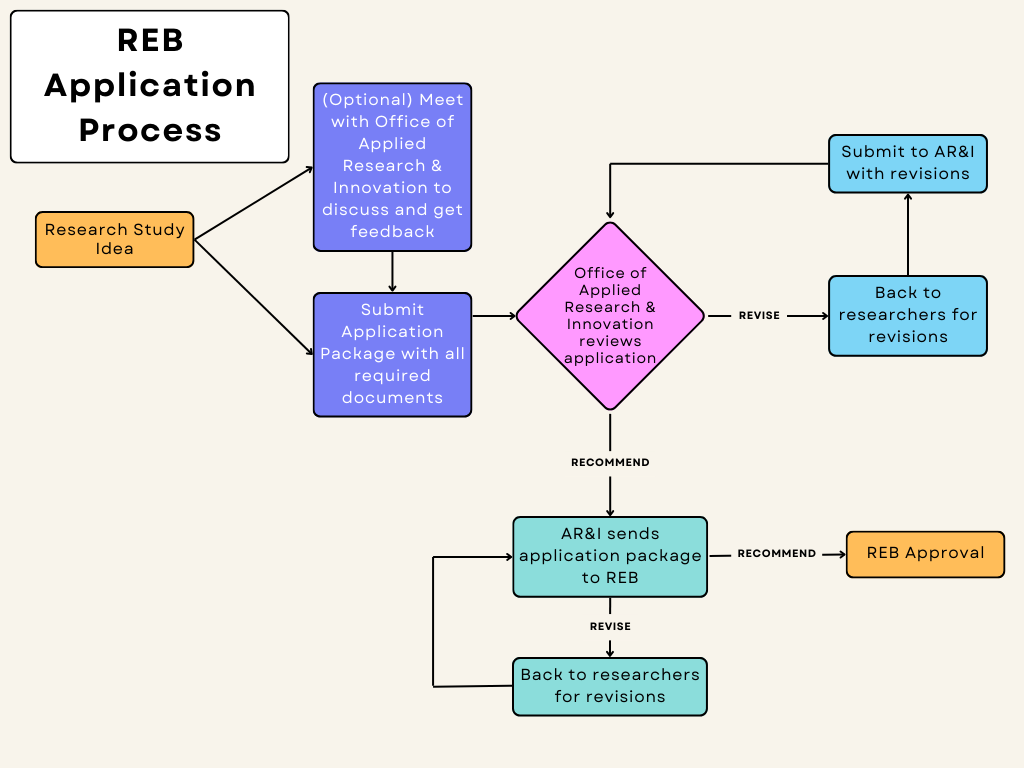 REB
Application
Process
(Optional) Meet
with Office of
Applied
Research &
Innovation to
discuss and get
feedback
Research Study
Idea
Submit
Application
Package with all
required
documents
Office of
Applied
Research &
Innovation
reviews
application
REVISE
Back to
researchers for
revisions
Submit to AR&I
with revisions
RECOMMEND
AR&I sends
application package
to REB
RECOMMEND
REB Approval
REVISE
Back to researchers
for revisions